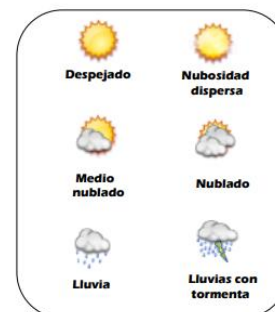 Despejado
Nubosidad
dispersa
Medio
nublado
Nublado
Lluvia
Lluvias con
tormenta